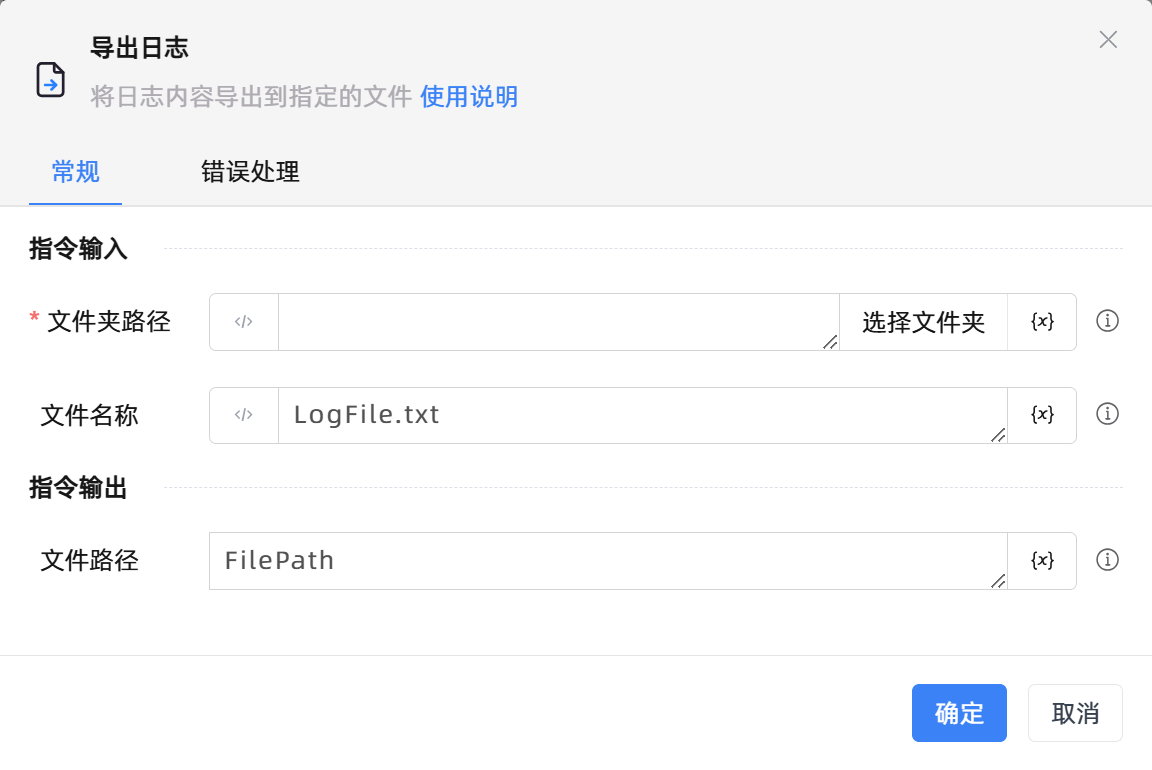 导出日志
将日志内容导出到指定的文件 使用说明
常规 错误处理
指令输入
* 文件夹路径 </> 选择文件夹 {x}
文件名称 </> LogFile.txt {x}
指令输出
文件路径 FilePath {x}
确定 取消